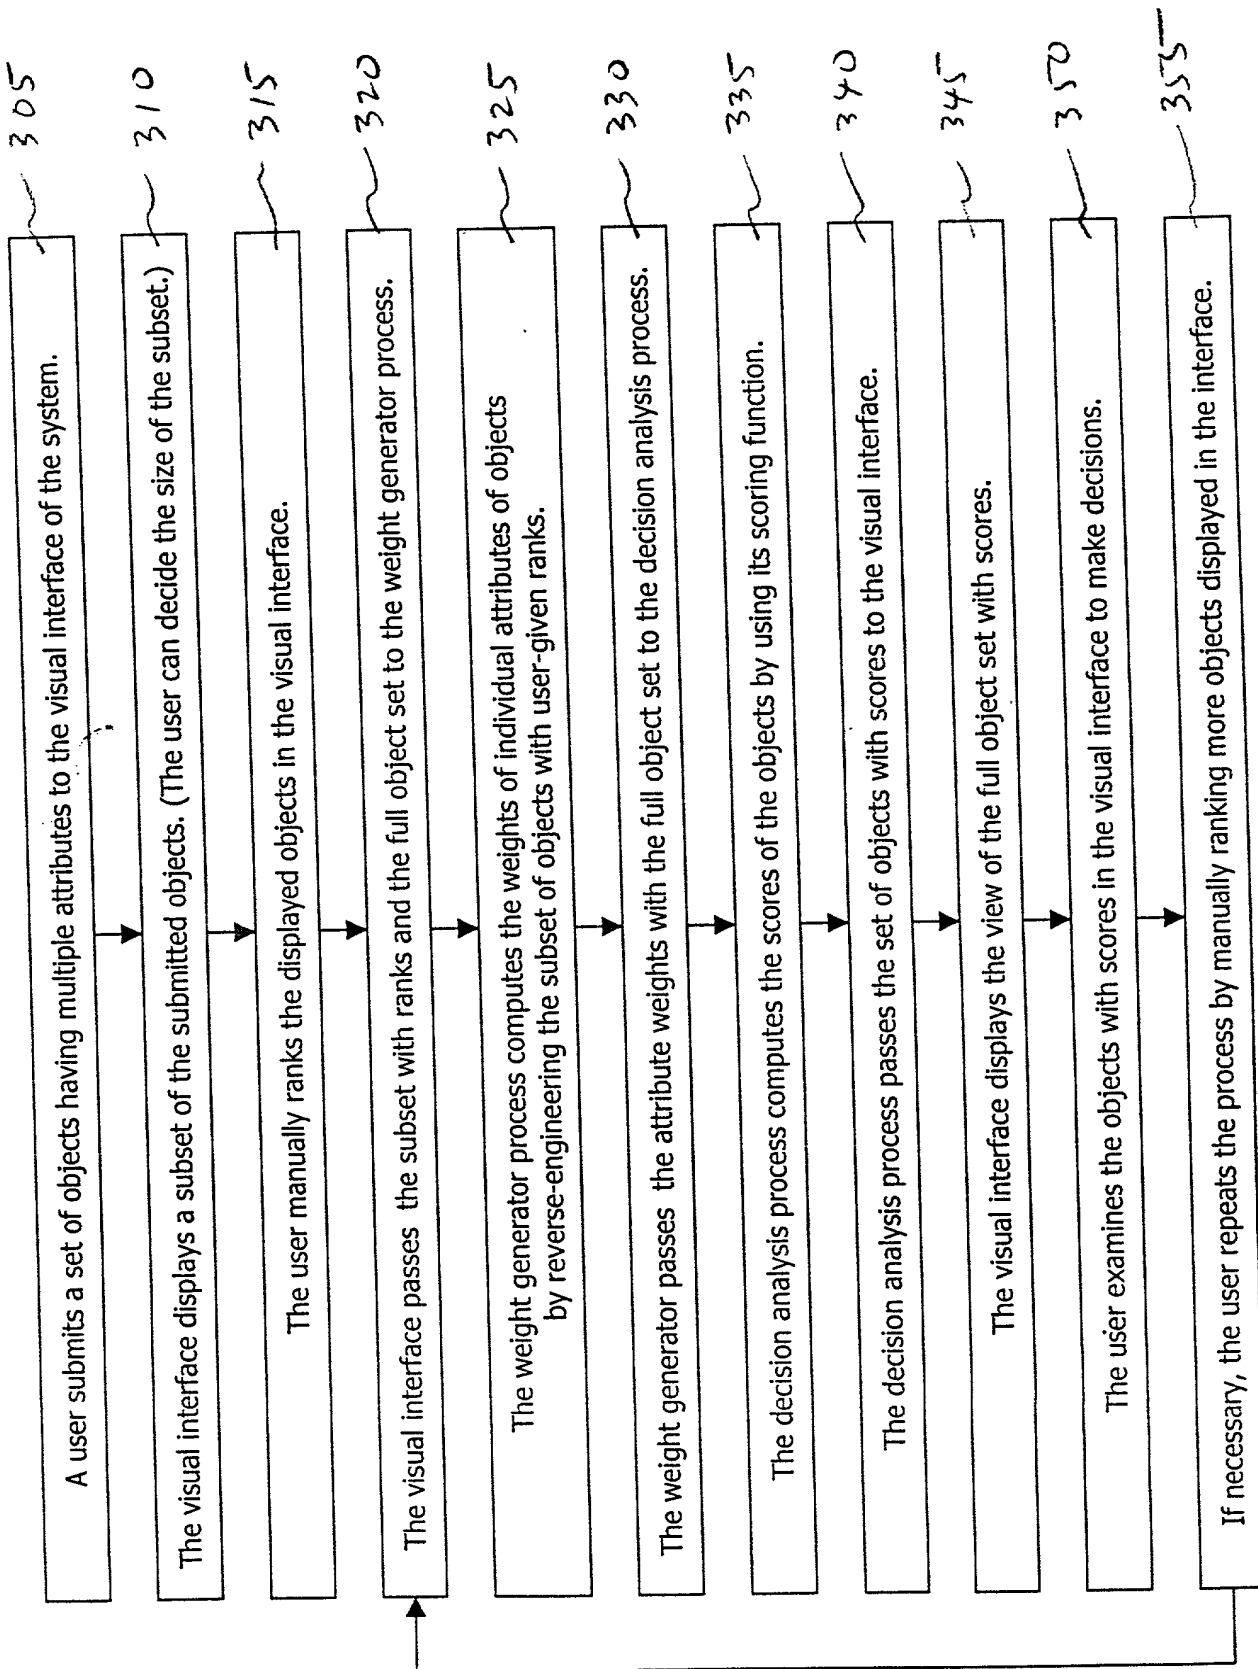 A user submits a set of objects having multiple attributes to the visual interface of the system.
305
The visual interface displays a subset of the submitted objects. (The user can decide the size of the subset.)
310
The user manually ranks the displayed objects in the visual interface.
315
The visual interface passes the subset with ranks and the full object set to the weight generator process.
320
The weight generator process computes the weights of individual attributes of objects
by reverse-engineering the subset of objects with user-given ranks.
325
The weight generator passes the attribute weights with the full object set to the decision analysis process.
330
The decision analysis process computes the scores of the objects by using its scoring function.
335
The decision analysis process passes the set of objects with scores to the visual interface.
340
The visual interface displays the view of the full object set with scores.
345
The user examines the objects with scores in the visual interface to make decisions.
350
If necessary, the user repeats the process by manually ranking more objects displayed in the interface.
355